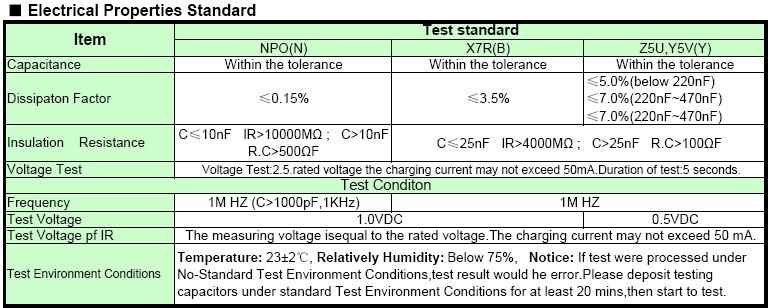 ■ Electrical Properties Standard
Item
Test standard
NPO(N) X7R(B) Z5U,Y5V(Y)
Capacitance Within the tolerance Within the tolerance Within the tolerance
Dissipaton Factor ≤0.15% ≤3.5%
≤5.0%(below 220nF)
≤7.0%(220nF~470nF)
≤7.0%(220nF~470nF)
Insulation Resistance
C≤10nF IR>10000MΩ ; C>10nF
R.C>500ΩF
C≤25nF IR>4000MΩ ; C>25nF R.C>100ΩF
Voltage Test Voltage Test:2.5.rated voltage the charging current may not exceed 50mA.Duration of test:5 seconds.
Test Conditon
Frequency 1M HZ (C>1000pF,1KHz) 1M HZ
Test Voltage 1.0VDC 0.5VDC
Test Voltage pf IR The measuring voltage isequal to the rated voltage.The charging current may not exceed 50 mA.
Test Environment Conditions
Temperature: 23±2℃, Relatively Humidity: Below 75%, Notice: If test were processed under
No-Standard Test Environment Conditions,test result would he error.Please deposit testing
capacitors under standard Test Environment Conditions for at least 20 mins,then start to test.